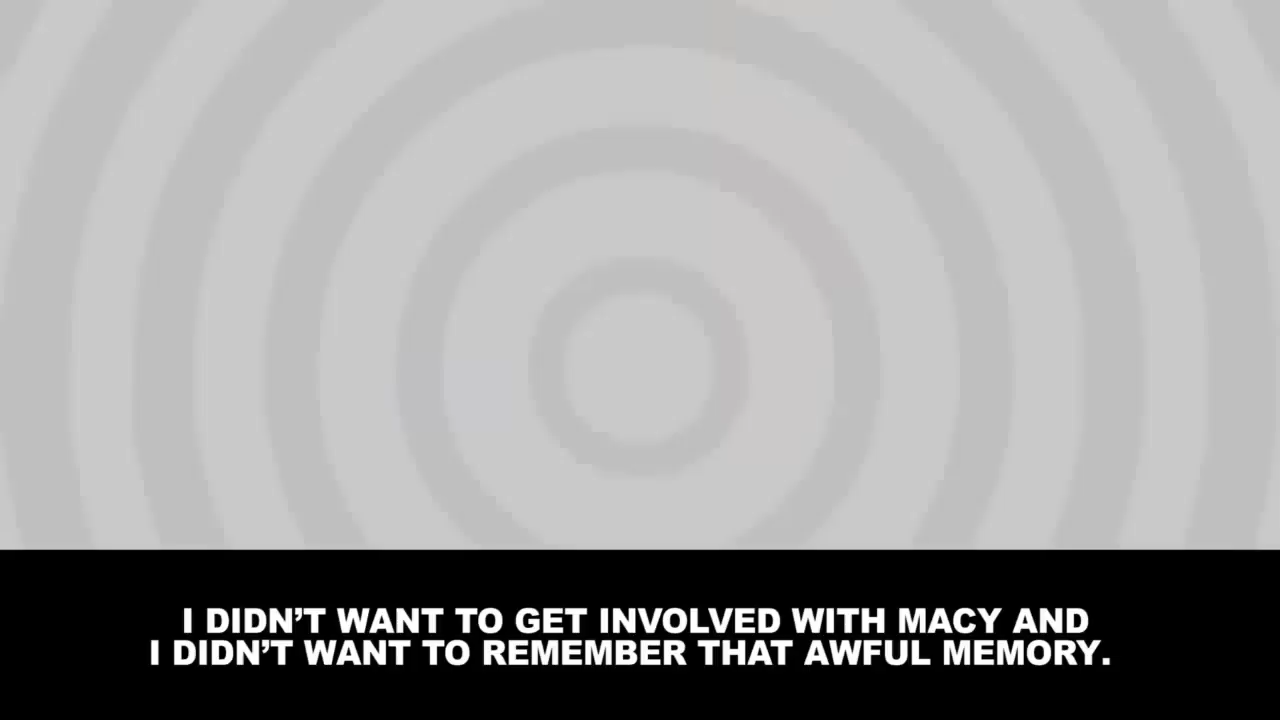 I DIDN’T WANT TO GET INVOLVED WITH MACY AND
I DIDN’T WANT TO REMEMBER THAT AWFUL MEMORY.